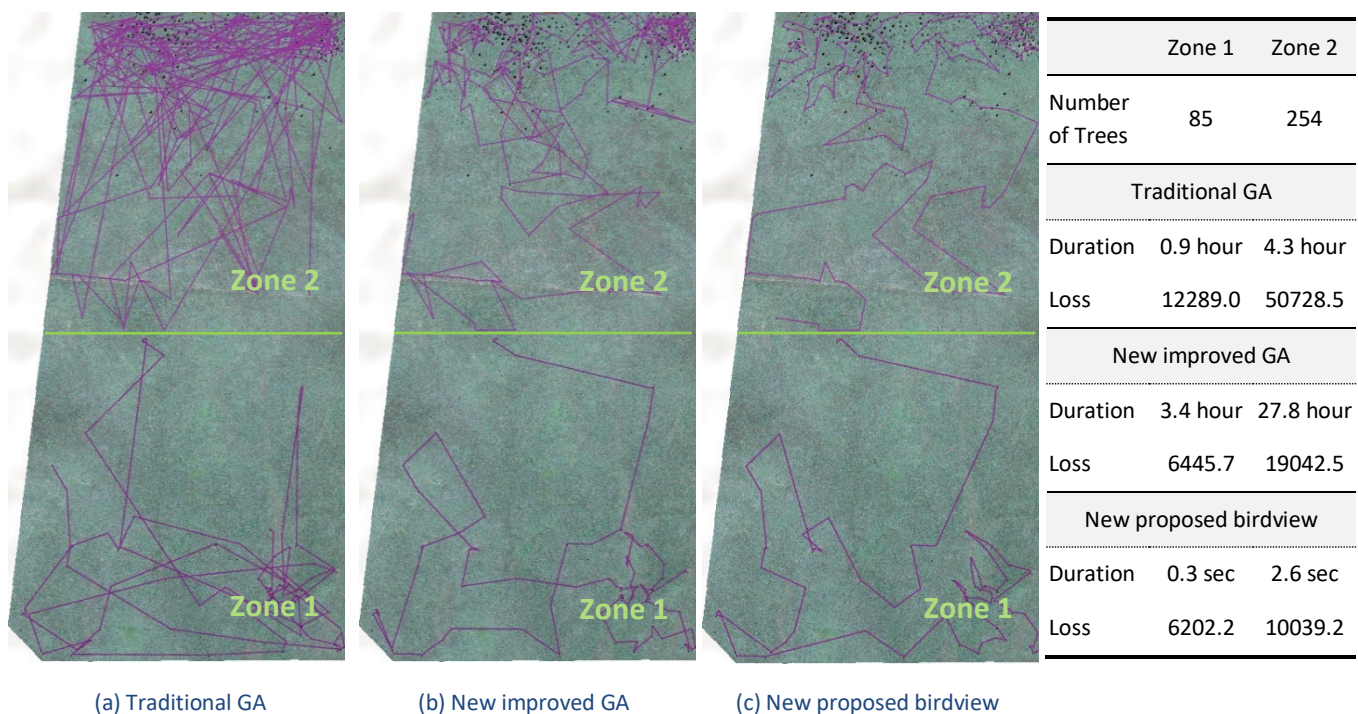 Zone 2
Zone 1
Zone 2
Zone 1
Zone 2
Zone 1
(a) Traditional GA
(b) New improved GA
(c) New proposed birdview
Zone 1 Zone 2
Number
of Trees 85 254
Traditional GA
Duration 0.9 hour 4.3 hour
Loss 12289.0 50728.5
New improved GA
Duration 3.4 hour 27.8 hour
Loss 6445.7 19042.5
New proposed birdview
Duration 0.3 sec 2.6 sec
Loss 6202.2 10039.2